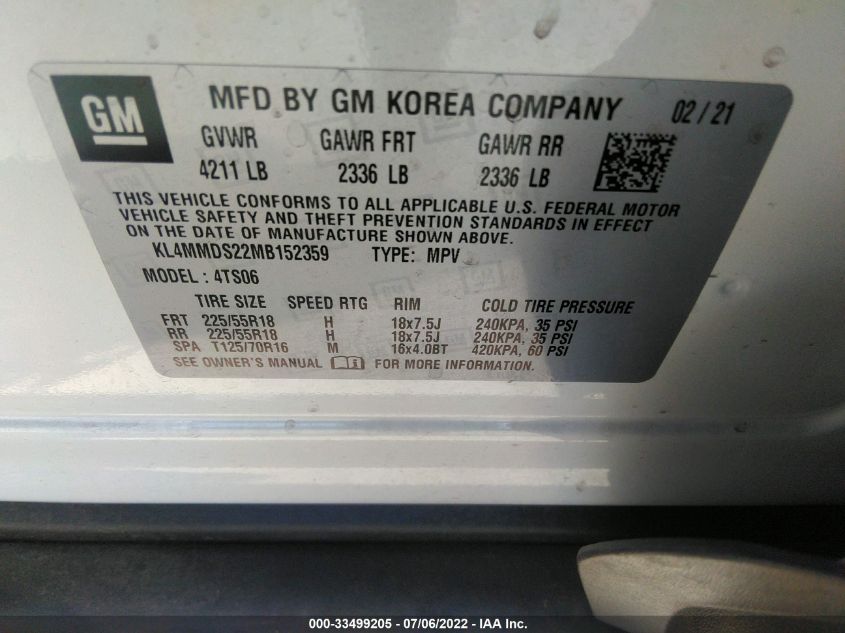 GM MFD BY GM KOREA COMPANY 02/21
GVWR GAWR FRT GAWR RR
4211 LB 2336 LB 2336 LB
THIS VEHICLE CONFORMS TO ALL APPLICABLE U.S. FEDERAL MOTOR
VEHICLE SAFETY AND THEFT PREVENTION STANDARDS IN EFFECT
ON THE DATE OF MANUFACTURE SHOWN ABOVE.
KL4MMDS22MB152359 TYPE: MPV
MODEL: 4TS06
TIRE SIZE SPEED RTG RIM COLD TIRE PRESSURE
FRT 225/55R18 H 18x7.5J 240KPA, 35 PSI
RR 225/55R18 H 18x7.5J 240KPA, 35 PSI
SPA T125/70R16 M 16x4.0BT 420KPA, 60 PSI
SEE OWNER'S MANUAL FOR MORE INFORMATION.
000-33499205 - 07/06/2022 - IAA Inc.